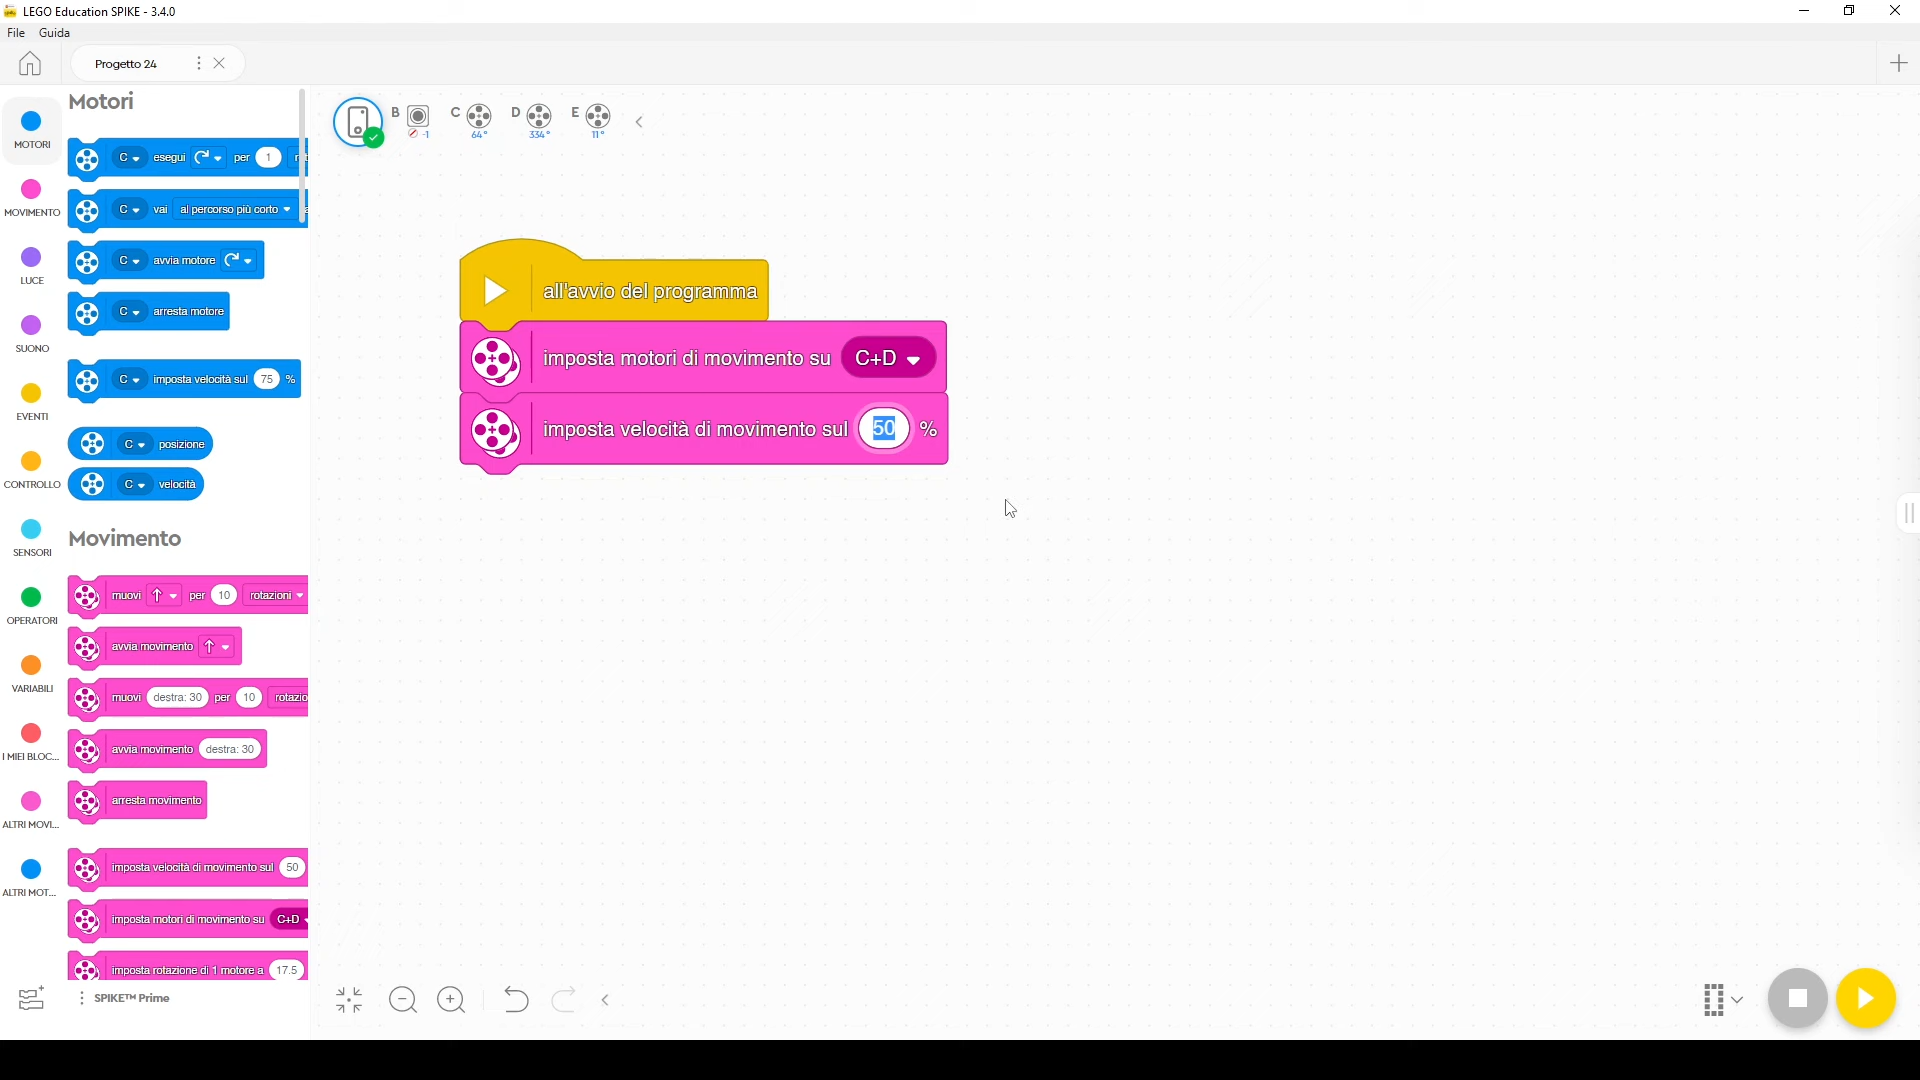 LEGO Education SPIKE - 3.4.0
File Guida
Progetto 24
MOTORI
MOVIMENTO
LUCE
SUONO
EVENTI
CONTROLLO
SENSORI
OPERATORI
VARIABILI
I MIEI BLOC...
ALTRI MOVI...
ALTRI MOT...
Motori
C esegui per 1
C vai al percorso più corto
C avvia motore
C arresta motore
C imposta velocità sul 75 %
C posizione
C velocità
Movimento
muovi per 10 rotazioni
avvia movimento
muovi destra: 30 per 10
avvia movimento destra: 30
arresta movimento
imposta velocità di movimento sul 50
imposta motori di movimento su C+D
imposta rotazione di 1 motore a 17.5
SPIKE™ Prime
B -1
C 64°
D 334°
E 11°
all'avvio del programma
imposta motori di movimento su C+D
imposta velocità di movimento sul 50 %